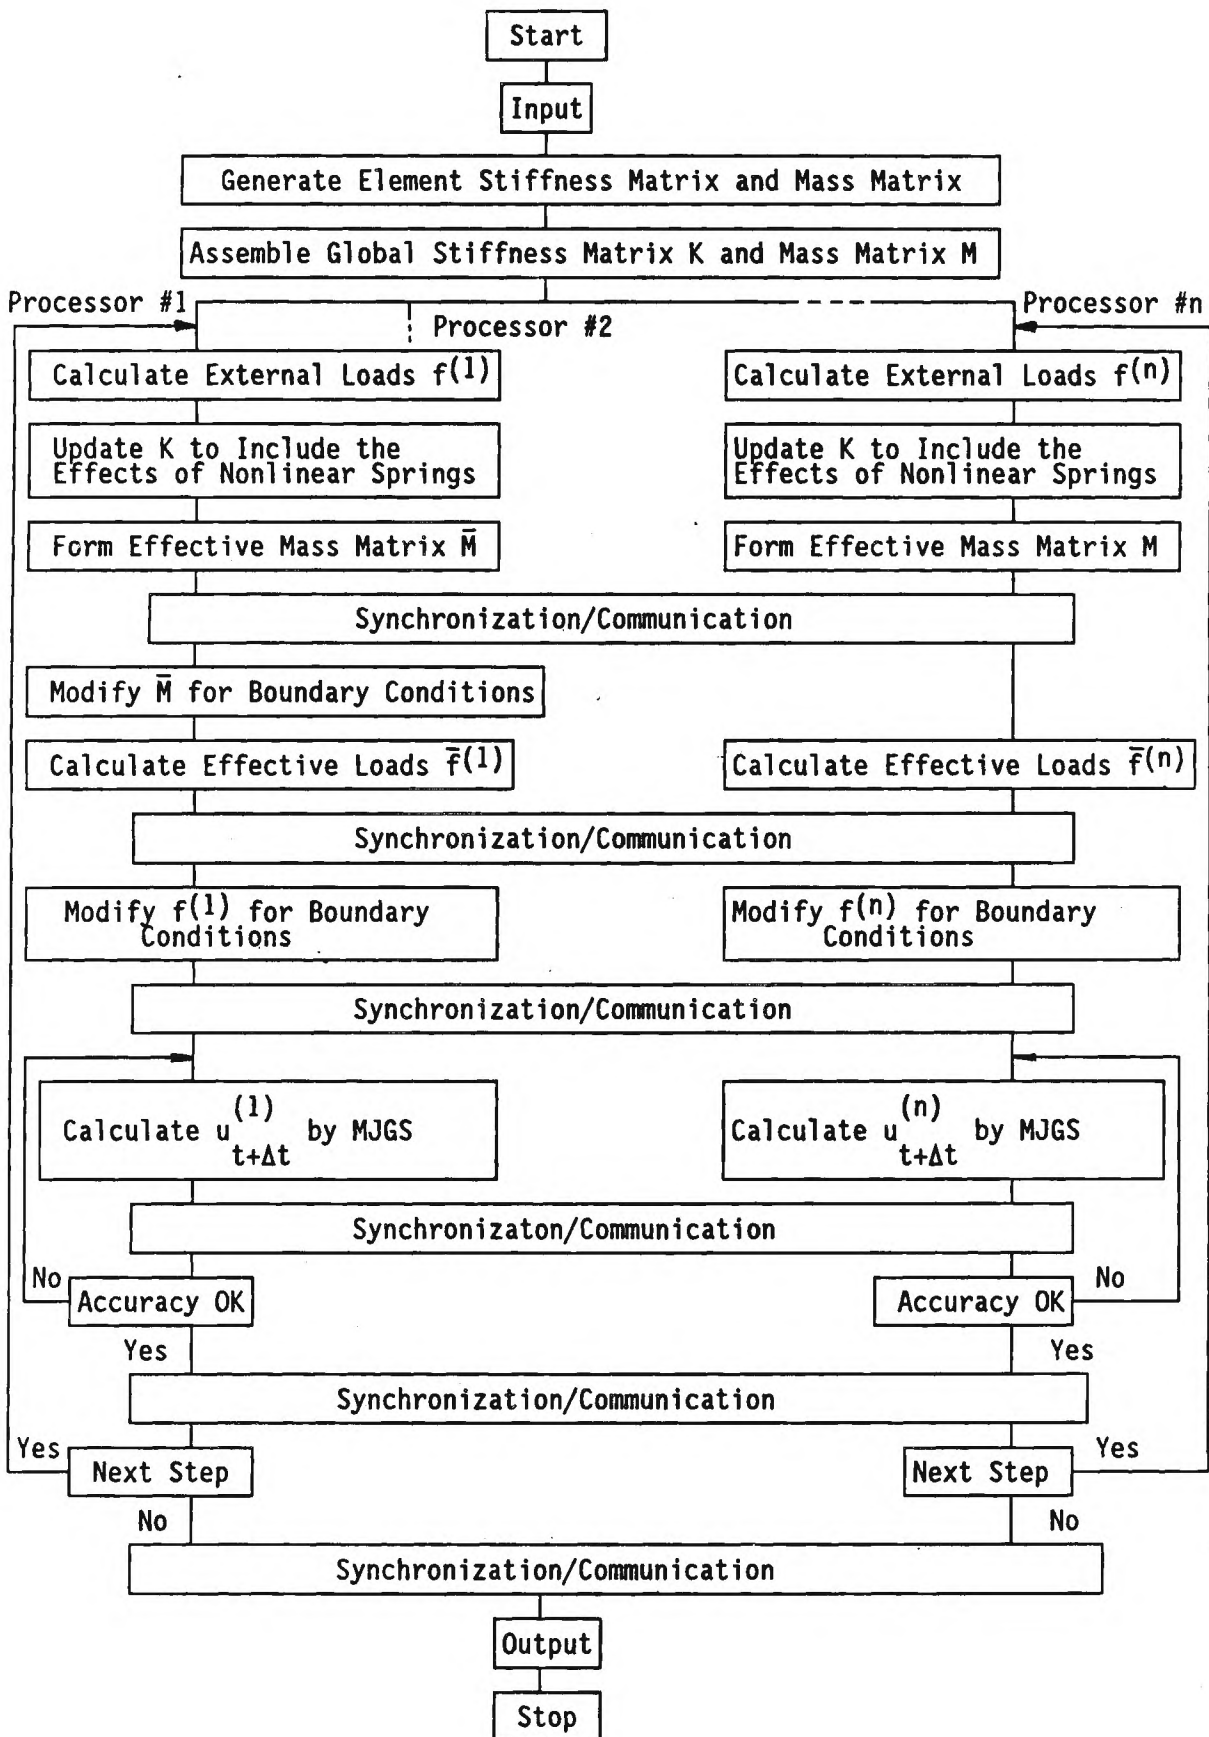 Start
Input
Generate Element Stiffness Matrix and Mass Matrix
Assemble Global Stiffness Matrix K and Mass Matrix M
Processor #1
Processor #2
Processor #n
Calculate External Loads f(1)
Calculate External Loads f(n)
Update K to Include the
Effects of Nonlinear Springs
Update K to Include the
Effects of Nonlinear Springs
Form Effective Mass Matrix M̄
Form Effective Mass Matrix M
Synchronization/Communication
Modify M̄ for Boundary Conditions
Calculate Effective Loads f̄(1)
Calculate Effective Loads f̄(n)
Synchronization/Communication
Modify f(1) for Boundary
Conditions
Modify f(n) for Boundary
Conditions
Synchronization/Communication
Calculate u(1)t+Δt by MJGS
Calculate u(n)t+Δt by MJGS
Synchronizaton/Communication
No
Accuracy OK
Accuracy OK
No
Yes
Yes
Synchronization/Communication
Yes
Next Step
Next Step
Yes
No
No
Synchronization/Communication
Output
Stop